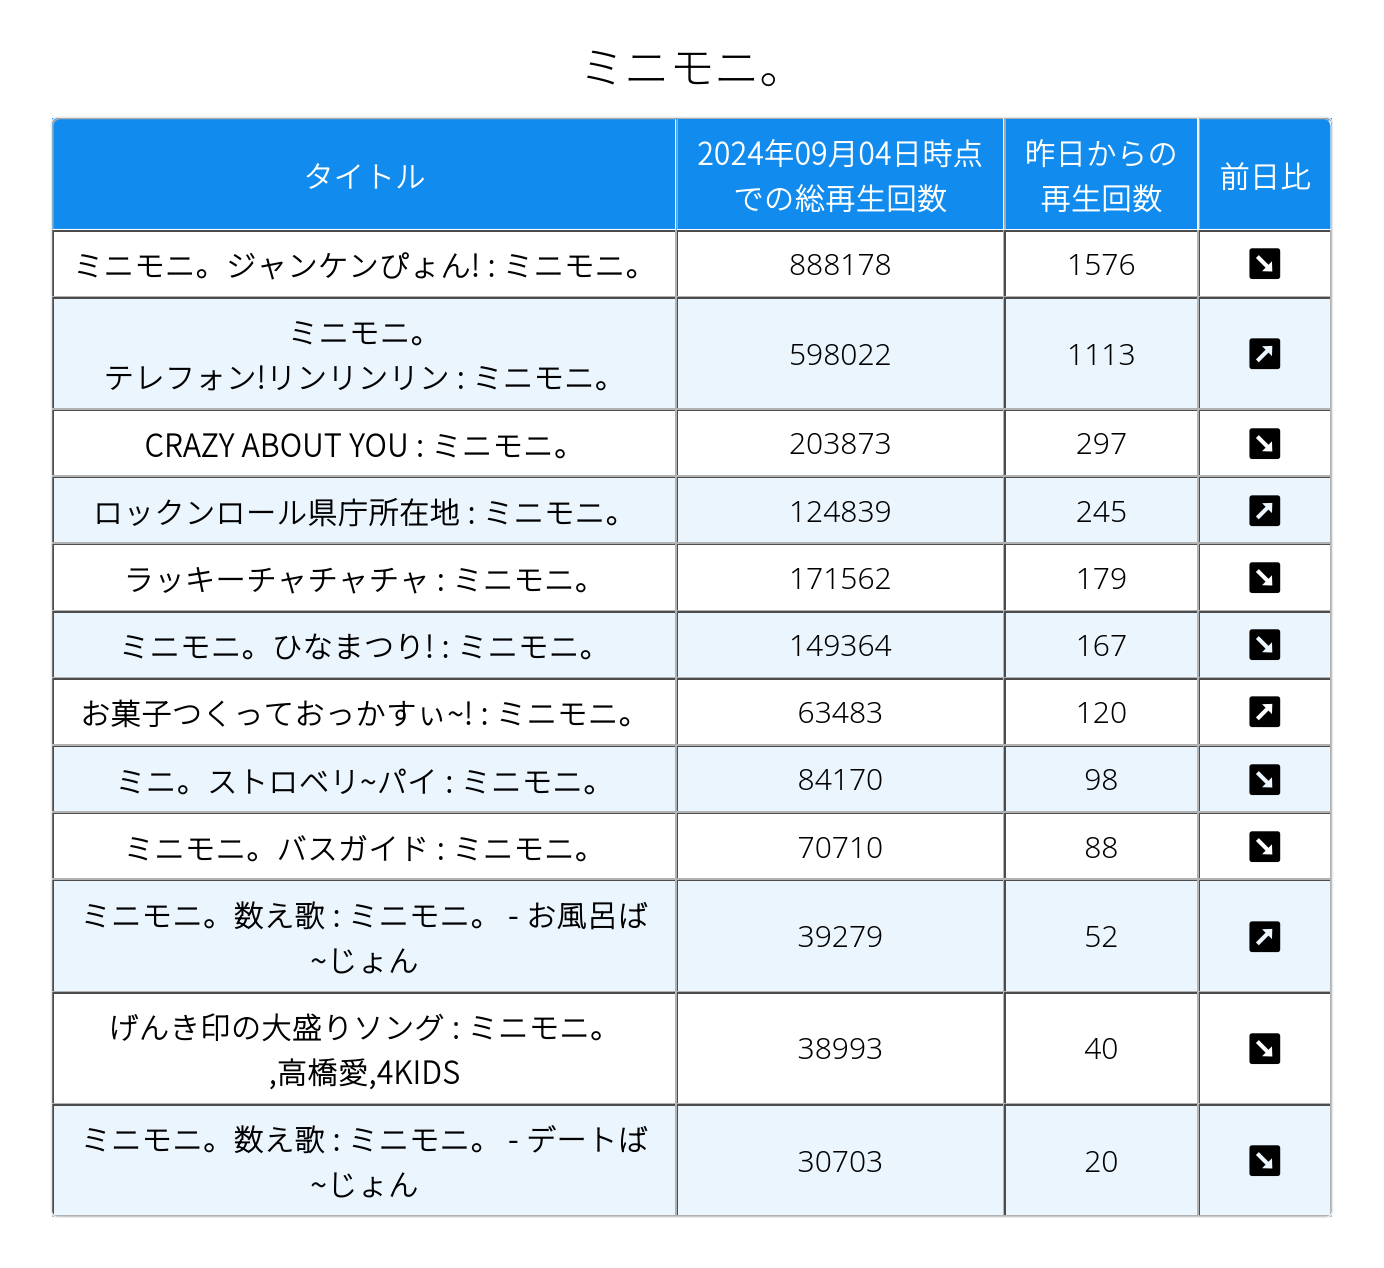 ミニモニ。
タイトル
2024年09月04日時点
での総再生回数
昨日からの
再生回数
前日比
ミニモニ。ジャンケンぴょん! : ミニモニ。
888178
1576
ミニモニ。
テレフォン!リンリンリン : ミニモニ。
598022
1113
CRAZY ABOUT YOU : ミニモニ。
203873
297
ロックンロール県庁所在地 : ミニモニ。
124839
245
ラッキーチャチャチャ : ミニモニ。
171562
179
ミニモニ。ひなまつり! : ミニモニ。
149364
167
お菓子つくっておっかすぃ~! : ミニモニ。
63483
120
ミニ。ストロベリ~パイ : ミニモニ。
84170
98
ミニモニ。バスガイド : ミニモニ。
70710
88
ミニモニ。数え歌 : ミニモニ。 - お風呂ば
~じょん
39279
52
げんき印の大盛りソング : ミニモニ。
,高橋愛,4KIDS
38993
40
ミニモニ。数え歌 : ミニモニ。 - デートば
~じょん
30703
20